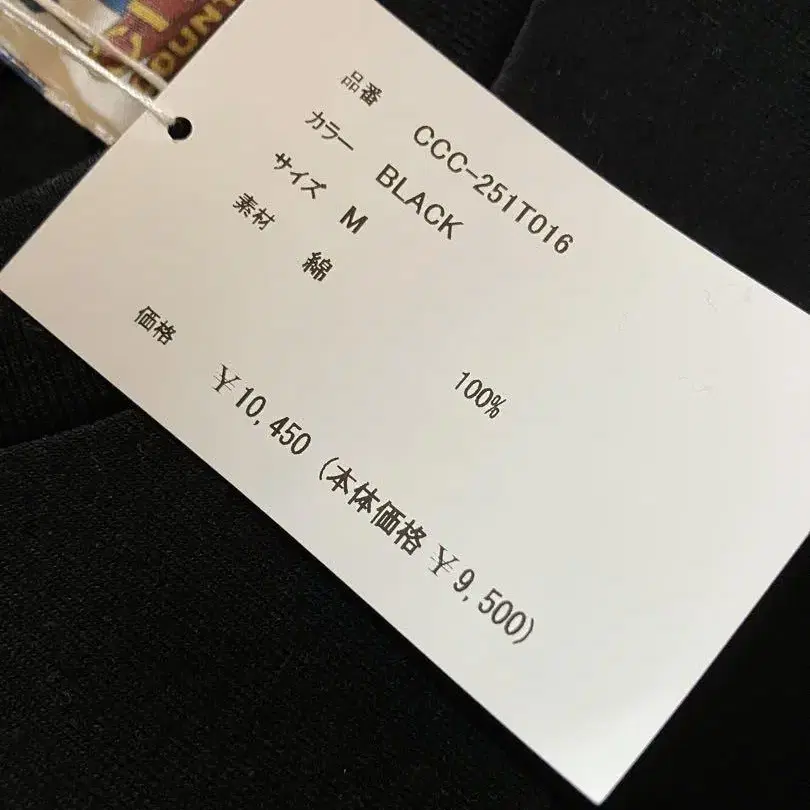 品番 CCC-251T016
カラー BLACK
サイズ M
素材 綿 100%
価格 ¥10,450 (本体価格 ¥9,500)